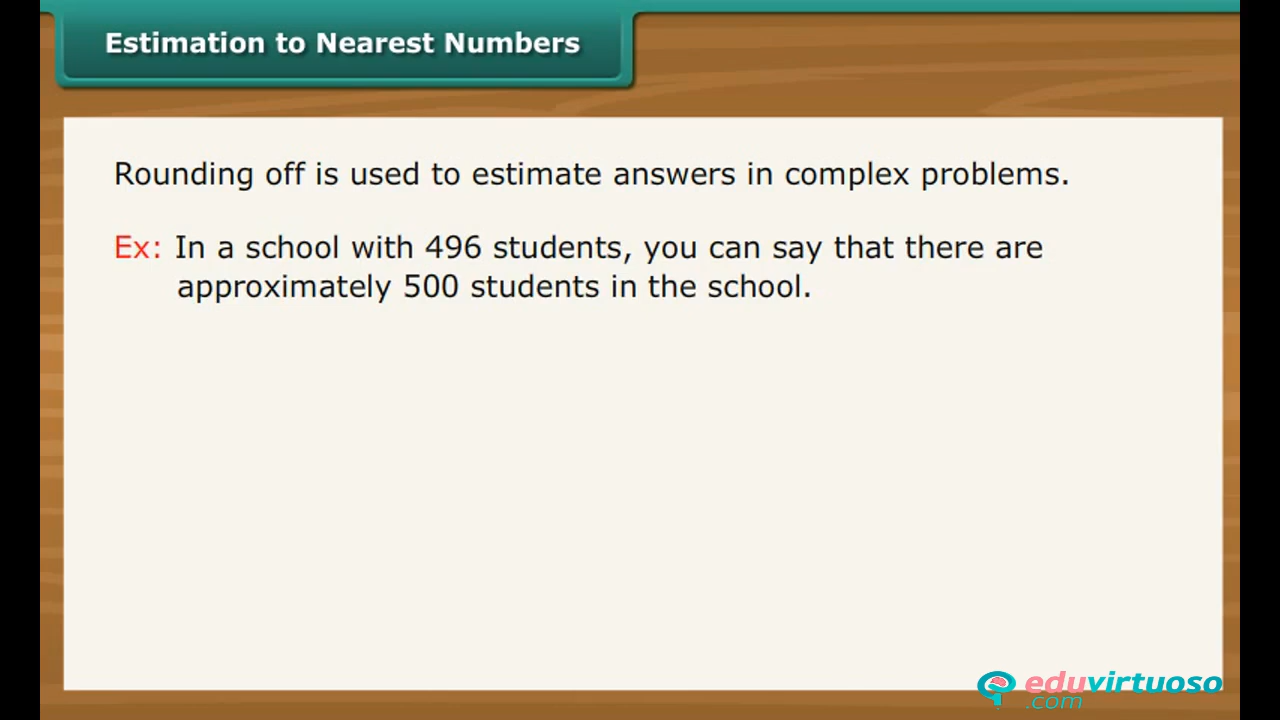 Estimation to Nearest Numbers
Rounding off is used to estimate answers in complex problems.
Ex: In a school with 496 students, you can say that there are
approximately 500 students in the school.
eduvirtuoso
.com